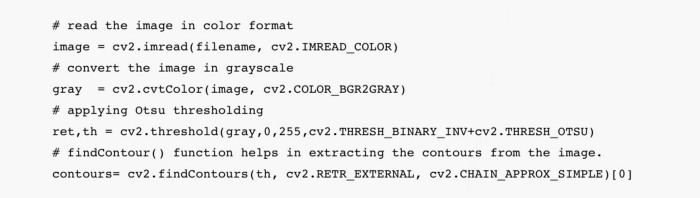 # read the image in color format
image = cv2.imread(filename, cv2.IMREAD_COLOR)
# convert the image in grayscale
gray  = cv2.cvtColor(image, cv2.COLOR_BGR2GRAY)
# applying Otsu thresholding
ret,th = cv2.threshold(gray,0,255,cv2.THRESH_BINARY_INV+cv2.THRESH_OTSU)
# findContour() function helps in extracting the contours from the image.
contours= cv2.findContours(th, cv2.RETR_EXTERNAL, cv2.CHAIN_APPROX_SIMPLE)[0]